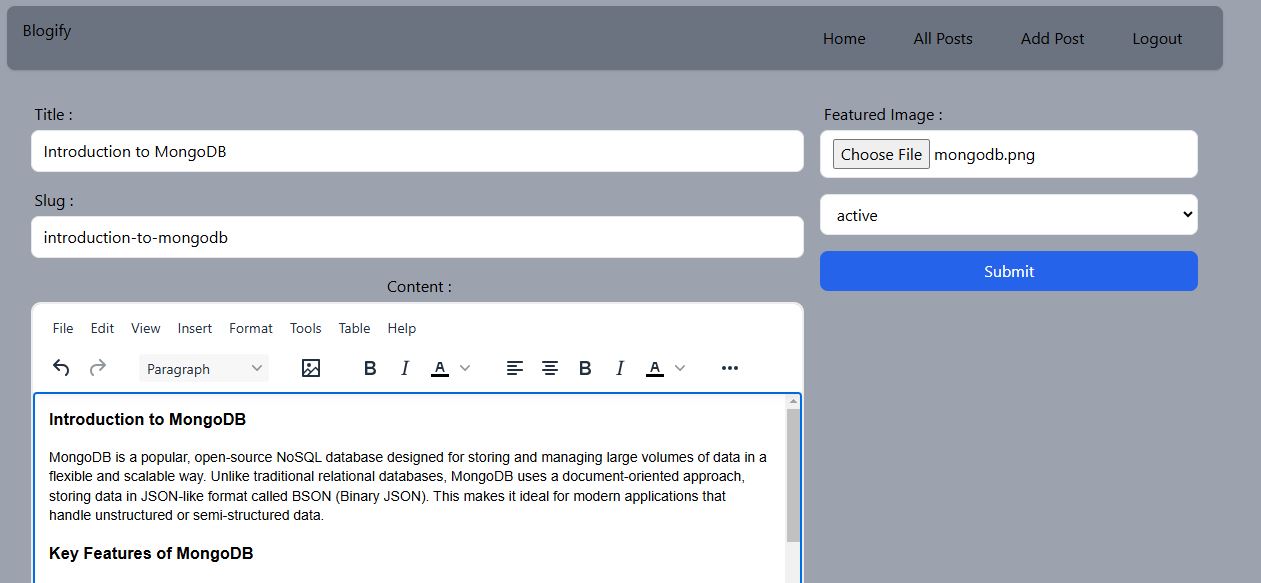 Blogify
Home All Posts Add Post Logout
Title :
Introduction to MongoDB
Slug :
introduction-to-mongodb
Featured Image :
Choose File mongodb.png
active
Submit
Content :
File Edit View Insert Format Tools Table Help
Paragraph B I A B I A
Introduction to MongoDB
MongoDB is a popular, open-source NoSQL database designed for storing and managing large volumes of data in a
flexible and scalable way. Unlike traditional relational databases, MongoDB uses a document-oriented approach,
storing data in JSON-like format called BSON (Binary JSON). This makes it ideal for modern applications that
handle unstructured or semi-structured data.
Key Features of MongoDB